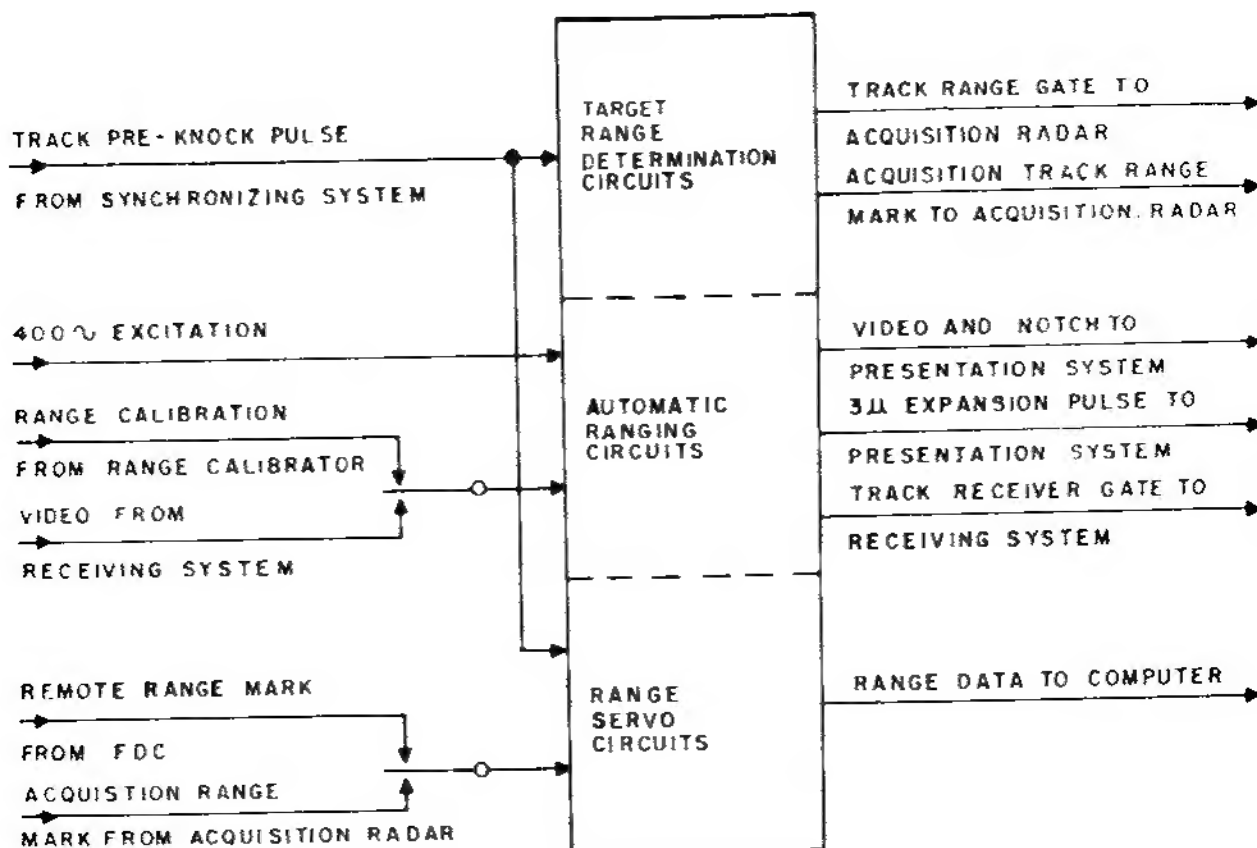 TRACK PRE-KNOCK PULSE
FROM SYNCHRONIZING SYSTEM
400∿ EXCITATION
RANGE CALIBRATION
FROM RANGE CALIBRATOR
VIDEO FROM
RECEIVING SYSTEM
REMOTE RANGE MARK
FROM FDC
ACQUISTION RANGE
MARK FROM ACQUISITION RADAR
TARGET
RANGE
DETERMINATION
CIRCUITS
AUTOMATIC
RANGING
CIRCUITS
RANGE
SERVO
CIRCUITS
TRACK RANGE GATE TO
ACQUISITION RADAR
ACQUISITION TRACK RANGE
MARK TO ACQUISITION RADAR
VIDEO AND NOTCH TO
PRESENTATION SYSTEM
3μ EXPANSION PULSE TO
PRESENTATION SYSTEM
TRACK RECEIVER GATE TO
RECEIVING SYSTEM
RANGE DATA TO COMPUTER